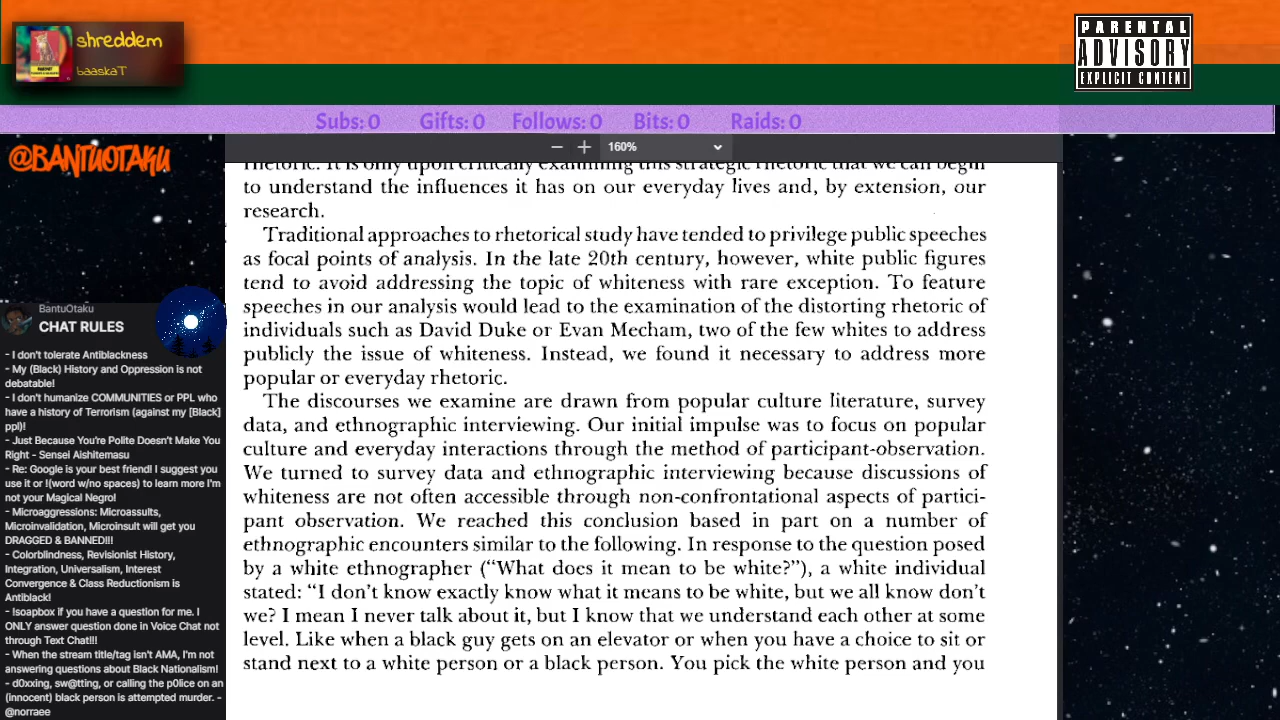 shreddem
baaskaT
PARENTAL
ADVISORY
EXPLICIT CONTENT
Subs: 0 Gifts: 0 Follows: 0 Bits: 0 Raids: 0
@BANTUOTAKU
160%
rhetoric. It is only upon critically examining this strategic rhetoric that we can begin
to understand the influences it has on our everyday lives and, by extension, our
research.
Traditional approaches to rhetorical study have tended to privilege public speeches
as focal points of analysis. In the late 20th century, however, white public figures
tend to avoid addressing the topic of whiteness with rare exception. To feature
speeches in our analysis would lead to the examination of the distorting rhetoric of
individuals such as David Duke or Evan Mecham, two of the few whites to address
publicly the issue of whiteness. Instead, we found it necessary to address more
popular or everyday rhetoric.
The discourses we examine are drawn from popular culture literature, survey
data, and ethnographic interviewing. Our initial impulse was to focus on popular
culture and everyday interactions through the method of participant-observation.
We turned to survey data and ethnographic interviewing because discussions of
whiteness are not often accessible through non-confrontational aspects of partici-
pant observation. We reached this conclusion based in part on a number of
ethnographic encounters similar to the following. In response to the question posed
by a white ethnographer (“What does it mean to be white?”), a white individual
stated: “I don't know exactly know what it means to be white, but we all know don't
we? I mean I never talk about it, but I know that we understand each other at some
level. Like when a black guy gets on an elevator or when you have a choice to sit or
stand next to a white person or a black person. You pick the white person and you
BantuOtaku
CHAT RULES
- I don't tolerate Antiblackness
- My (Black) History and Oppression is not
debatable!
- I don't humanize COMMUNITIES or PPL who
have a history of Terrorism (against my [Black]
ppl)!
- Just Because You're Polite Doesn't Make You
Right - Sensei Aishitemasu
- Re: Google is your best friend! I suggest you
use it or !(word w/no spaces) to learn more I'm
not your Magical Negro!
- Microaggressions: Microassults,
Microinvalidation, Microinsult will get you
DRAGGED & BANNED!!!
- Colorblindness, Revisionist History,
Integration, Universalism, Interest
Convergence & Class Reductionism is
Antiblack!
- !soapbox if you have a question for me. I
ONLY answer question done in Voice Chat not
through Text Chat!!!
- When the stream title/tag isn't AMA, I'm not
answering questions about Black Nationalism!
- d0xxing, sw@tting, or calling the p0lice on an
(innocent) black person is attempted murder. -
@norraee